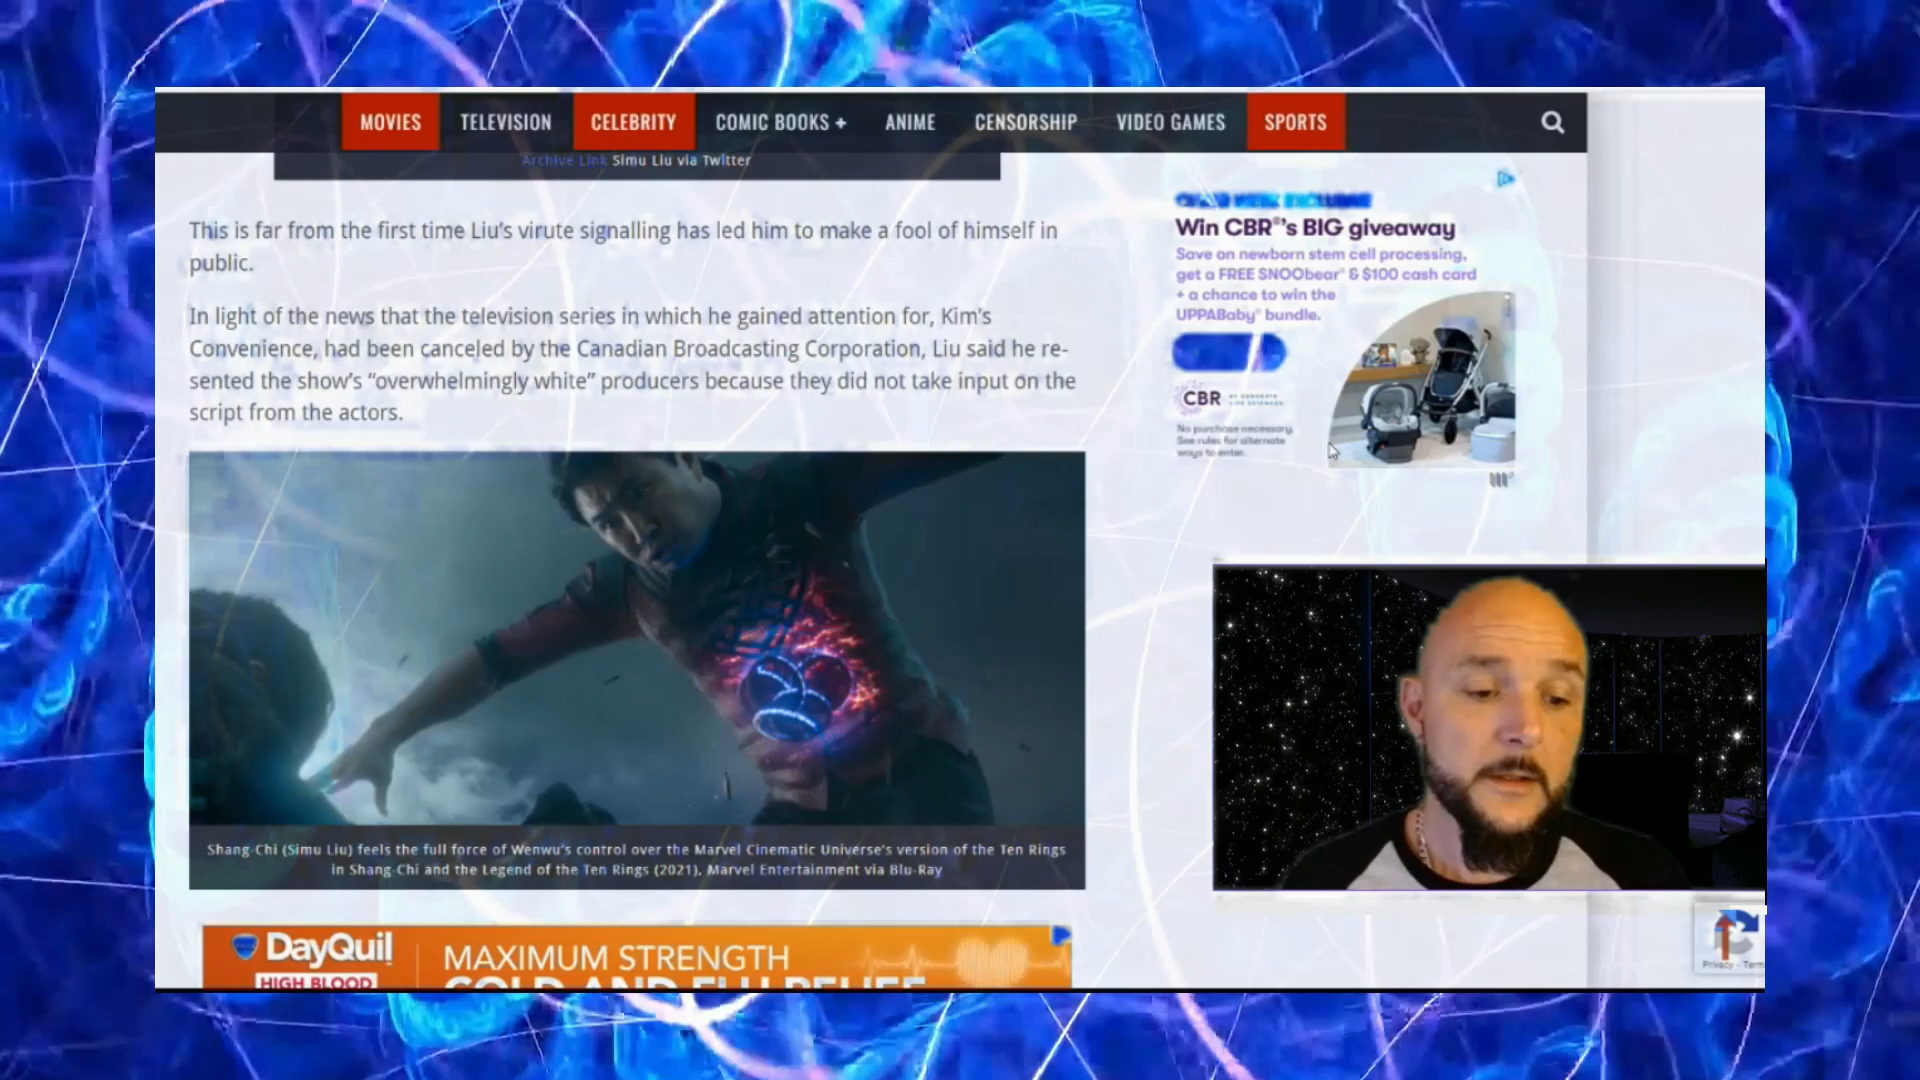 MOVIES TELEVISION CELEBRITY COMIC BOOKS + ANIME CENSORSHIP VIDEO GAMES SPORTS
Archive Link Simu Liu via Twitter
This is far from the first time Liu's virute signalling has led him to make a fool of himself in
public.
In light of the news that the television series in which he gained attention for, Kim's
Convenience, had been canceled by the Canadian Broadcasting Corporation, Liu said he re-
sented the show's “overwhelmingly white” producers because they did not take input on the
script from the actors.
Shang-Chi (Simu Liu) feels the full force of Wenwu's control over the Marvel Cinematic Universe's version of the Ten Rings
in Shang-Chi and the Legend of the Ten Rings (2021), Marvel Entertainment via Blu-Ray
DayQuil
HIGH BLOOD
MAXIMUM STRENGTH
COLD AND FLU RELIEF
Win CBR®'s BIG giveaway
Save on newborn stem cell processing,
get a FREE SNOObear® & $100 cash card
+ a chance to win the
UPPABaby® bundle.
CBR
No purchase necessary.
See rules for alternate
ways to enter.
Privacy - Term